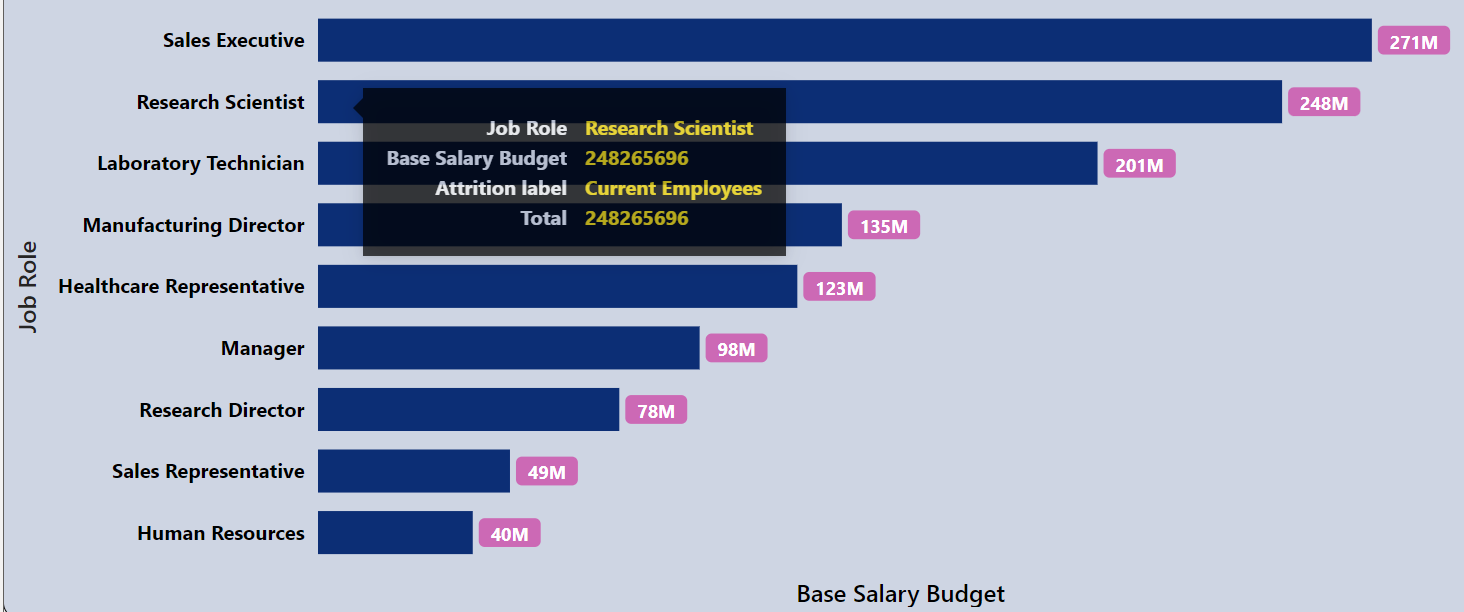 Sales Executive 271M
Research Scientist 248M
Job Role Research Scientist
Base Salary Budget 248265696
Attrition label Current Employees
Total 248265696
Laboratory Technician 201M
Manufacturing Director 135M
Healthcare Representative 123M
Manager 98M
Research Director 78M
Sales Representative 49M
Human Resources 40M
Job Role
Base Salary Budget